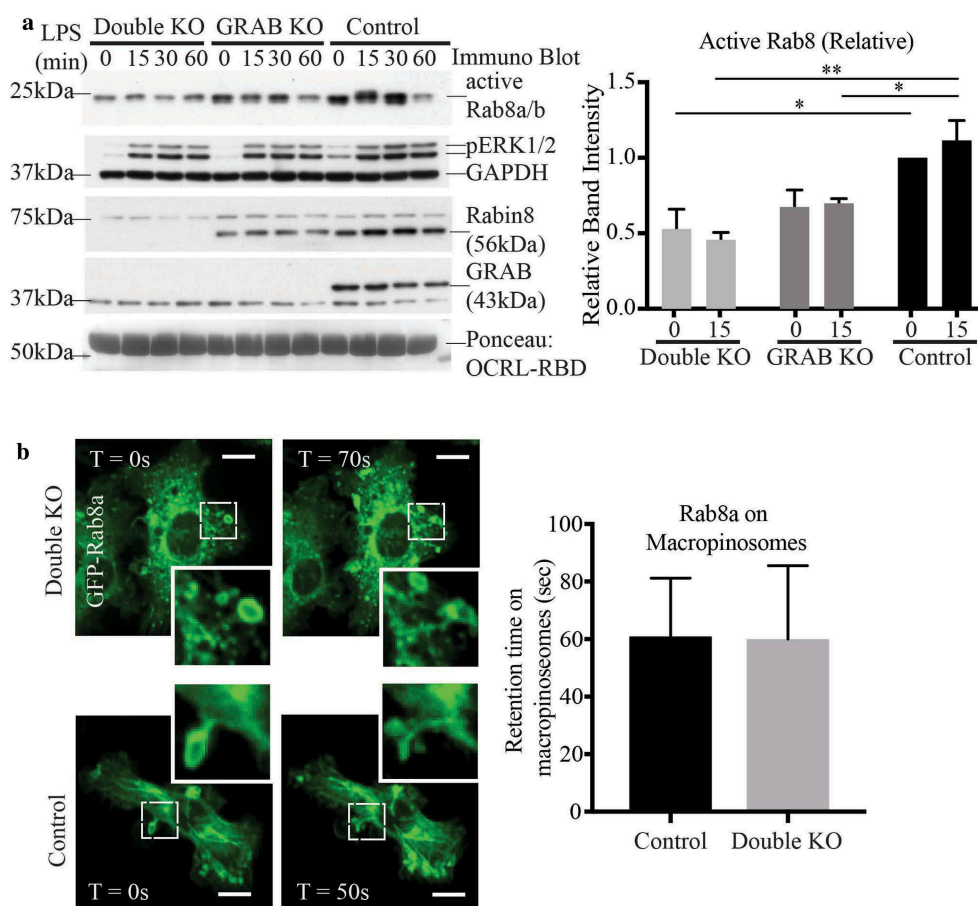 a
LPS Double KO GRAB KO Control
(min) 0 15 30 60 0 15 30 60 0 15 30 60 Immuno Blot
25kDa active
Rab8a/b
pERK1/2
37kDa GAPDH
75kDa Rabin8
(56kDa)
GRAB
37kDa (43kDa)
50kDa Ponceau:
OCRL-RBD
Active Rab8 (Relative)
Relative Band Intensity
1.5
1.0
0.5
0.0
**
*
*
0 15 0 15 0 15
Double KO GRAB KO Control
b
Double KO
GFP-Rab8a
T = 0s T = 70s
Control
T = 0s T = 50s
Rab8a on
Macropinosomes
Retention time on
macropinoseomes (sec)
100
80
60
40
20
0
Control Double KO